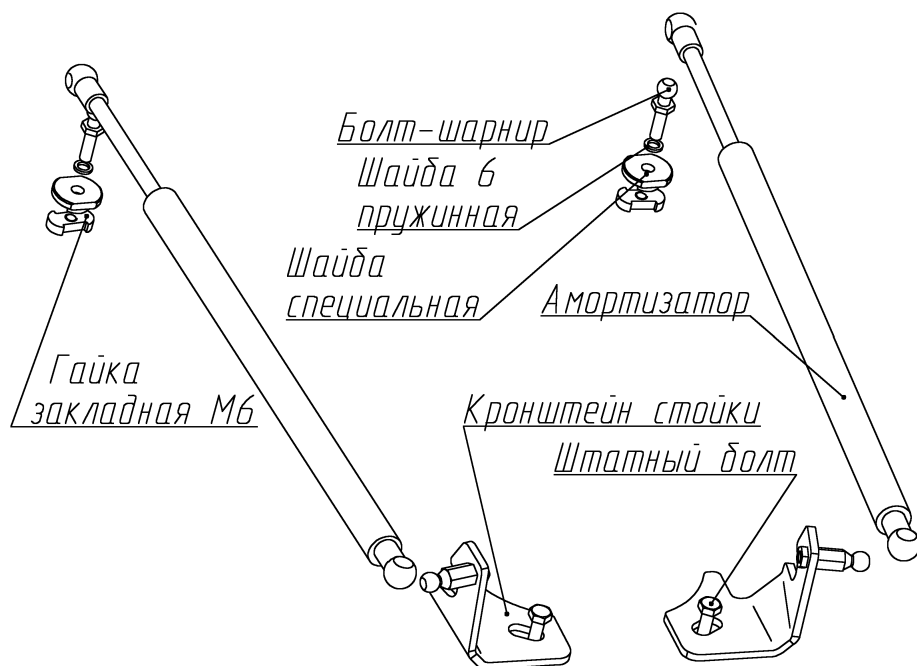 Болт-шарнир
Шайба 6
пружинная
Шайба
специальная
Амортизатор
Гайка
закладная М6
Кронштейн стойки
Штатный болт